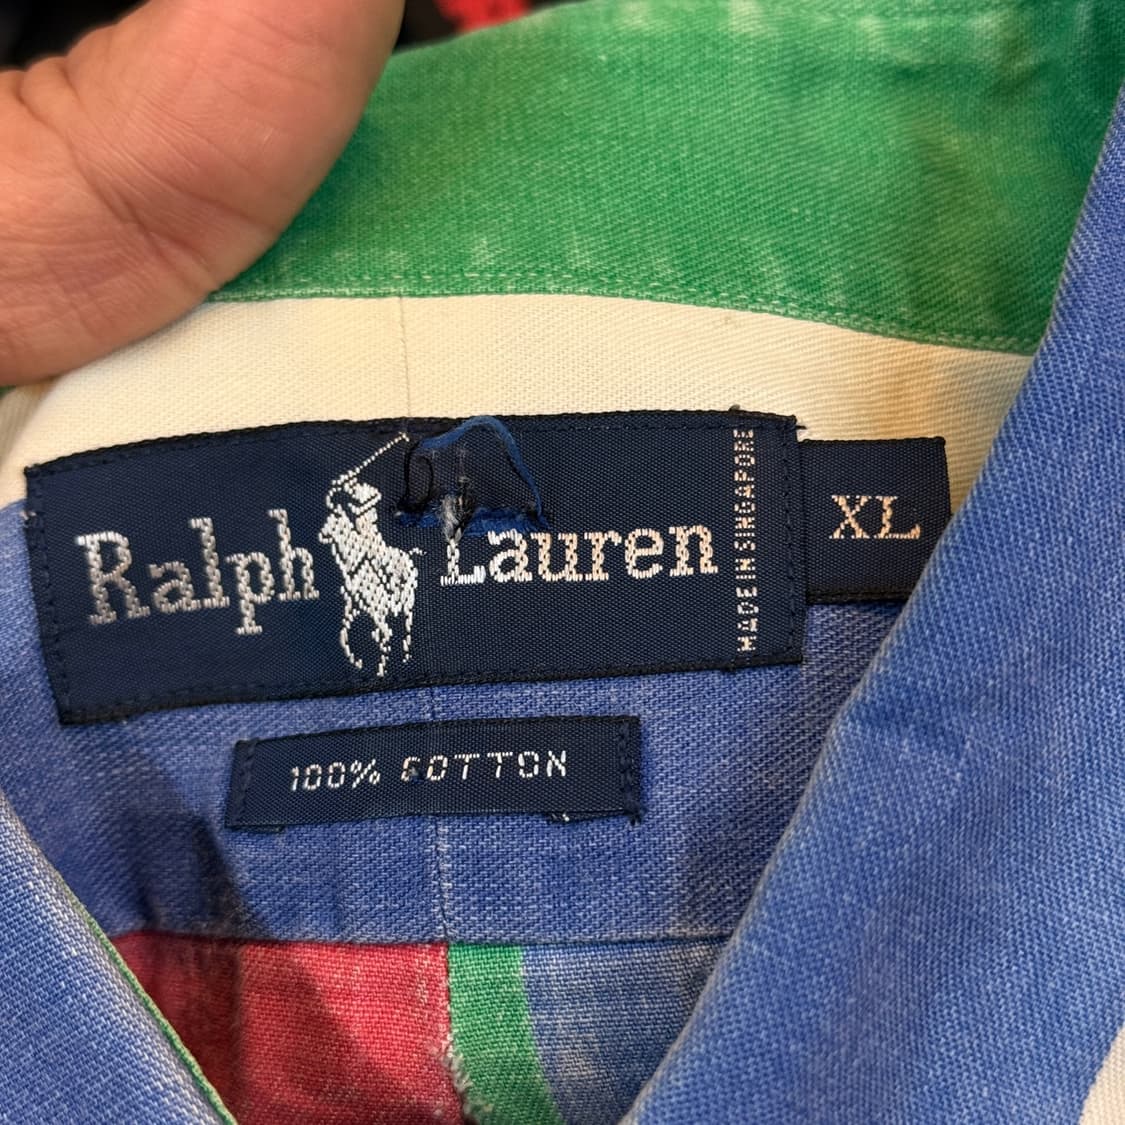 Ralph Lauren
MADE IN SINGAPORE
XL
100% COTTON